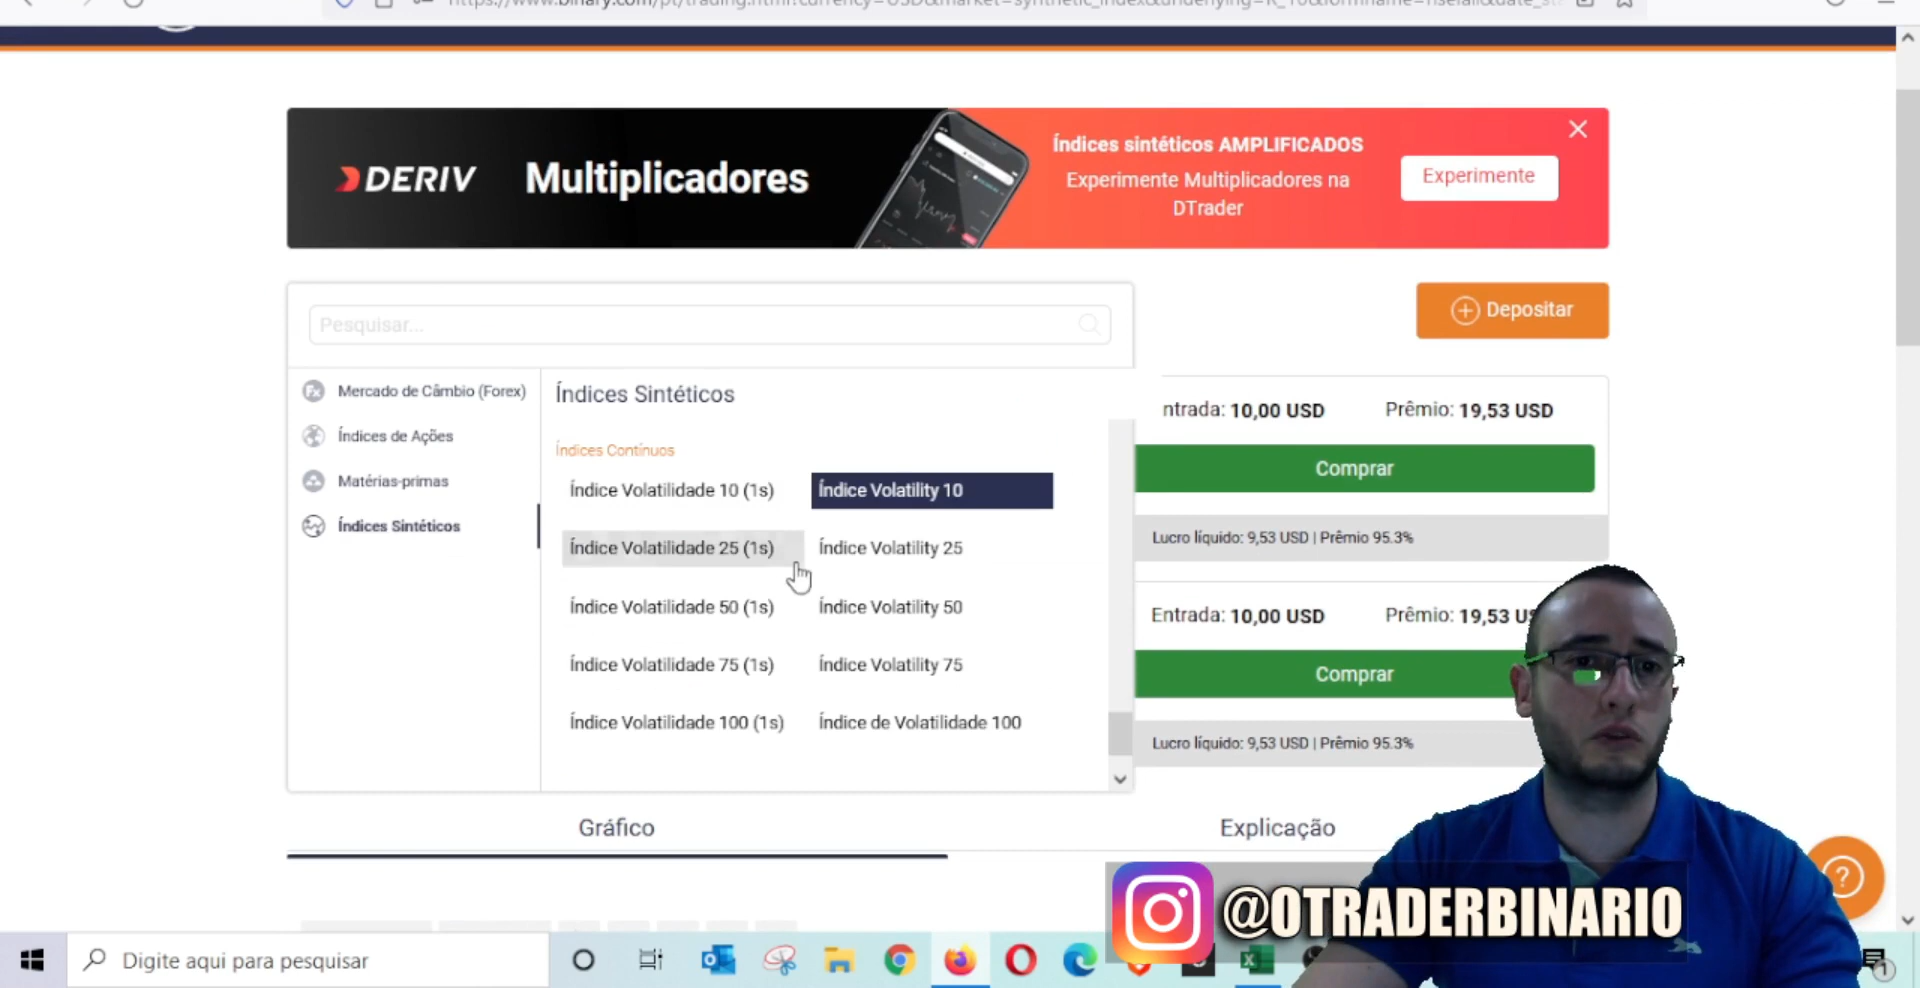 DERIV
Multiplicadores
Índices sintéticos AMPLIFICADOS
Experimente Multiplicadores na
DTrader
Experimente
Pesquisar...
Depositar
Mercado de Câmbio (Forex)
Índices de Ações
Matérias-primas
Índices Sintéticos
Índices Sintéticos
Índices Contínuos
Índice Volatilidade 10 (1s)
Índice Volatility 10
Índice Volatilidade 25 (1s)
Índice Volatility 25
Índice Volatilidade 50 (1s)
Índice Volatility 50
Índice Volatilidade 75 (1s)
Índice Volatility 75
Índice Volatilidade 100 (1s)
Índice de Volatilidade 100
ntrada: 10,00 USD Prêmio: 19,53 USD
Comprar
Lucro líquido: 9,53 USD | Prêmio 95.3%
Entrada: 10,00 USD Prêmio: 19,53 US
Comprar
Lucro líquido: 9,53 USD | Prêmio 95.3%
Gráfico
Explicação
@OTRADERBINARIO
Digite aqui para pesquisar
1